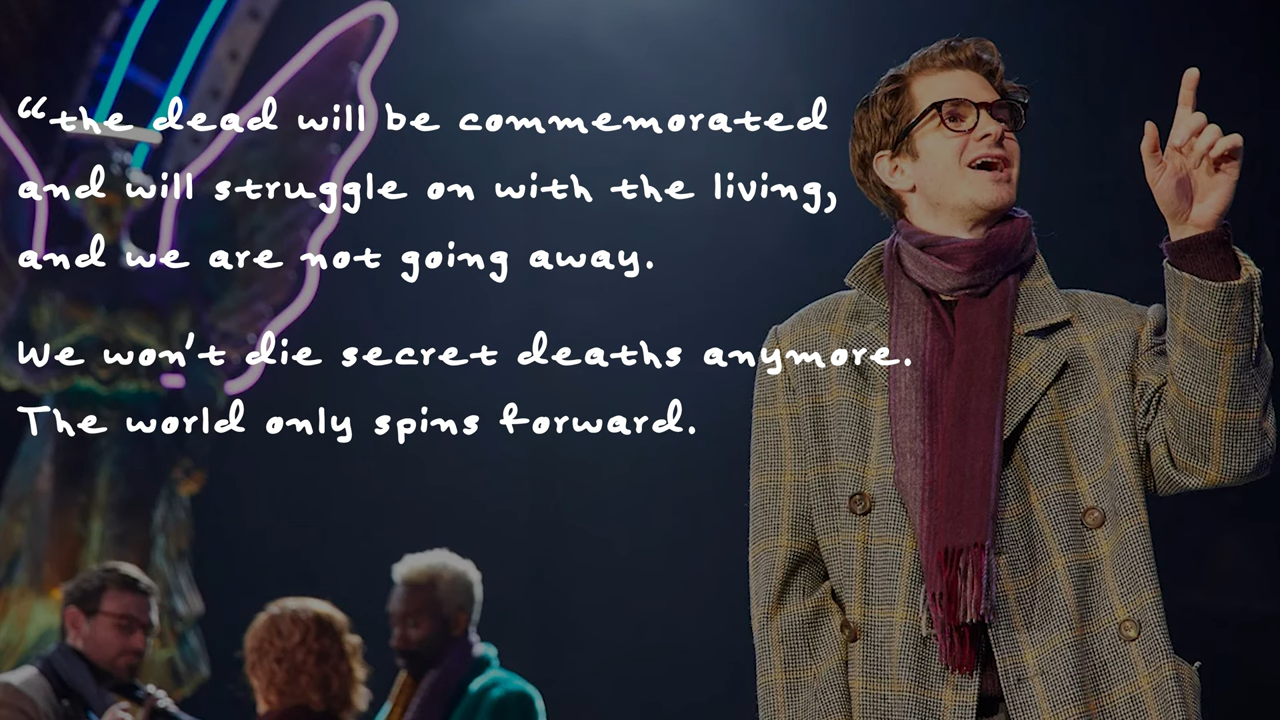 “the dead will be commemorated
and will struggle on with the living,
and we are not going away.
We won't die secret deaths anymore.
The world only spins forward.